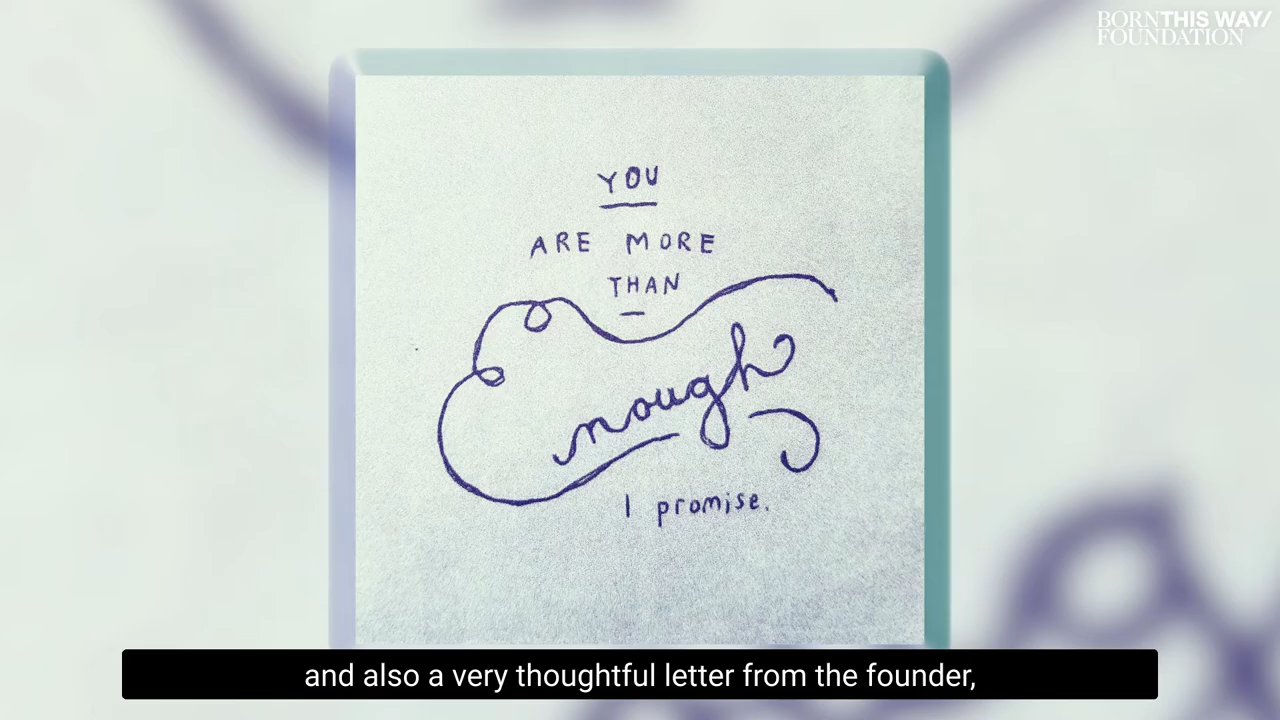 BORN THIS WAY/
FOUNDATION
YOU
ARE MORE
THAN
Enough
I promise.
and also a very thoughtful letter from the founder,